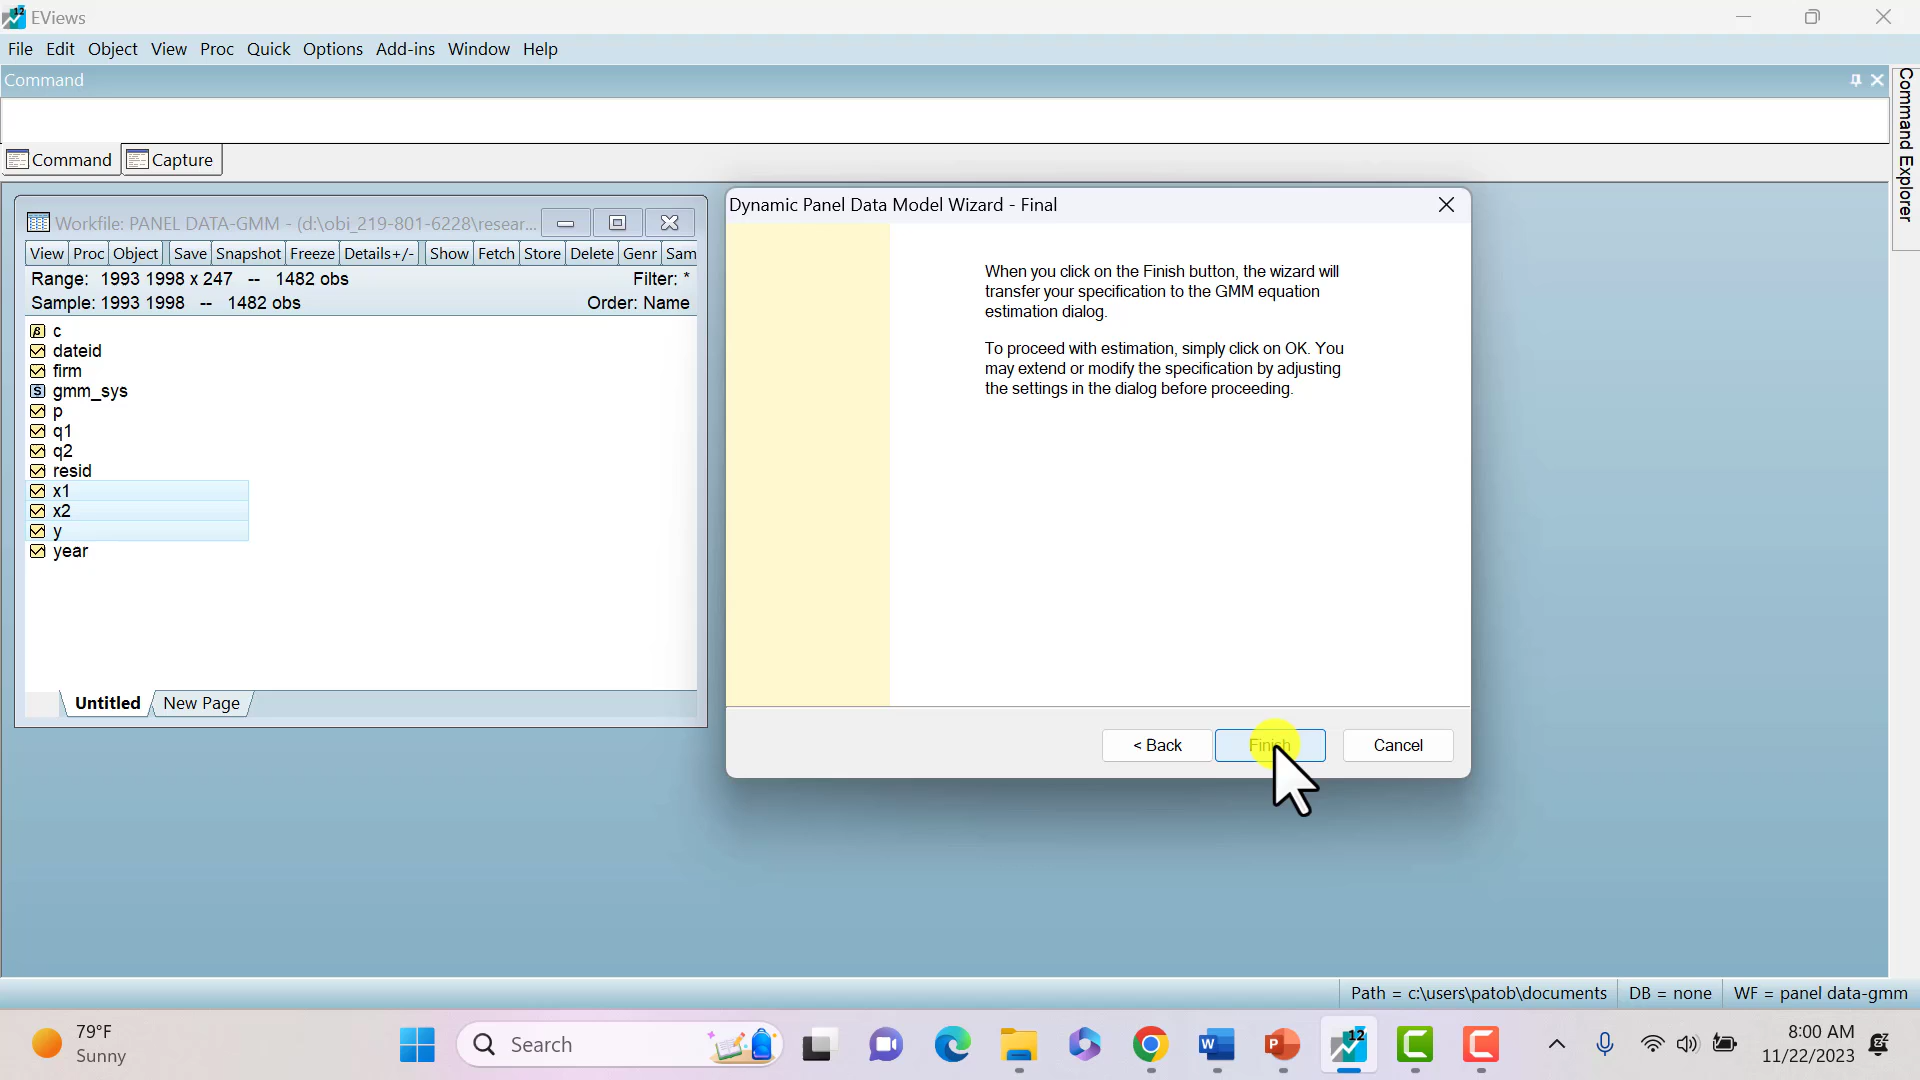 EViews
File Edit Object View Proc Quick Options Add-ins Window Help
Command
Command Capture
Command Explorer
Workfile: PANEL DATA-GMM - (d:\obi_219-801-6228\resear...
View Proc Object Save Snapshot Freeze Details+/- Show Fetch Store Delete Genr Sam
Range: 1993 1998 x 247 -- 1482 obs Filter: *
Sample: 1993 1998 -- 1482 obs Order: Name
β c
dateid
firm
S gmm_sys
p
q1
q2
resid
x1
x2
y
year
Untitled New Page
Dynamic Panel Data Model Wizard - Final
When you click on the Finish button, the wizard will
transfer your specification to the GMM equation
estimation dialog.
To proceed with estimation, simply click on OK. You
may extend or modify the specification by adjusting
the settings in the dialog before proceeding.
< Back Finish Cancel
Path = c:\users\patob\documents DB = none WF = panel data-gmm
79°F
Sunny
Search
12
8:00 AM
11/22/2023